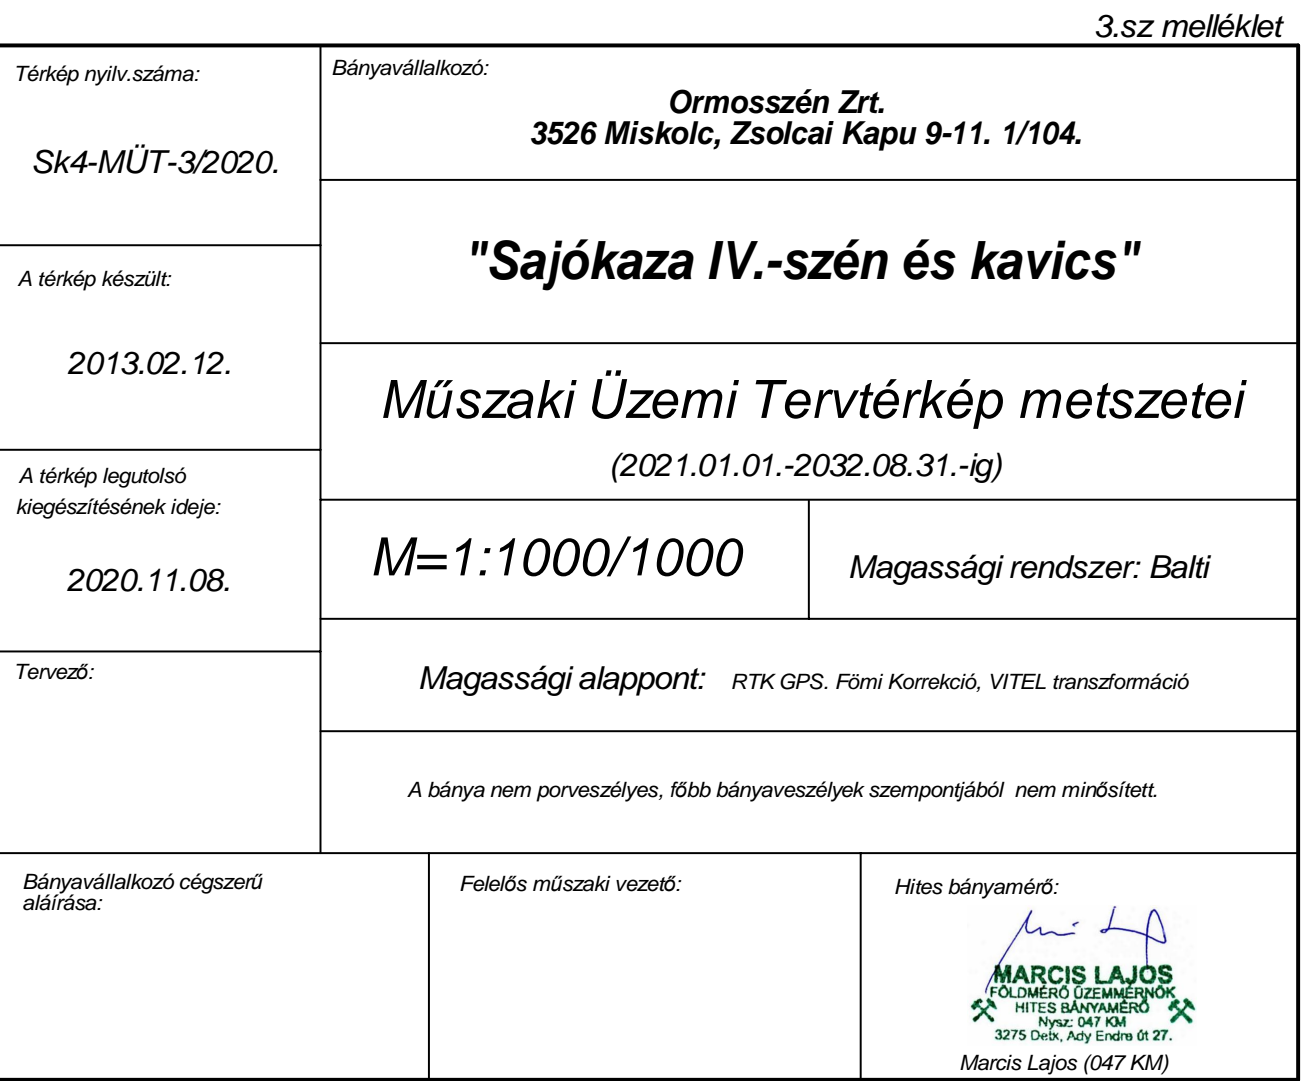 3.sz melléklet
Térkép nyilv.száma:
Sk4-MÜT-3/2020.
Bányavállalkozó:
Ormosszén Zrt.
3526 Miskolc, Zsolcai Kapu 9-11. 1/104.
"Sajókaza IV.-szén és kavics"
A térkép készült:
2013.02.12.
Műszaki Üzemi Tervtérkép metszetei
(2021.01.01.-2032.08.31.-ig)
A térkép legutolsó
kiegészítésének ideje:
2020.11.08.
M=1:1000/1000
Magassági rendszer: Balti
Tervező:
Magassági alappont: RTK GPS. Fömi Korrekció, VITEL transzformáció
A bánya nem porveszélyes, főbb bányaveszélyek szempontjából nem minősített.
Bányavállalkozó cégszerű
aláírása:
Felelős műszaki vezető:
Hites bányamérő:
MARCIS LAJOS
FÖLDMÉRŐ ÜZEMMÉRNÖK
HITES BÁNYAMÉRŐ
Nysz: 047 KM
3275 Detk, Ady Endre út 27.
Marcis Lajos (047 KM)